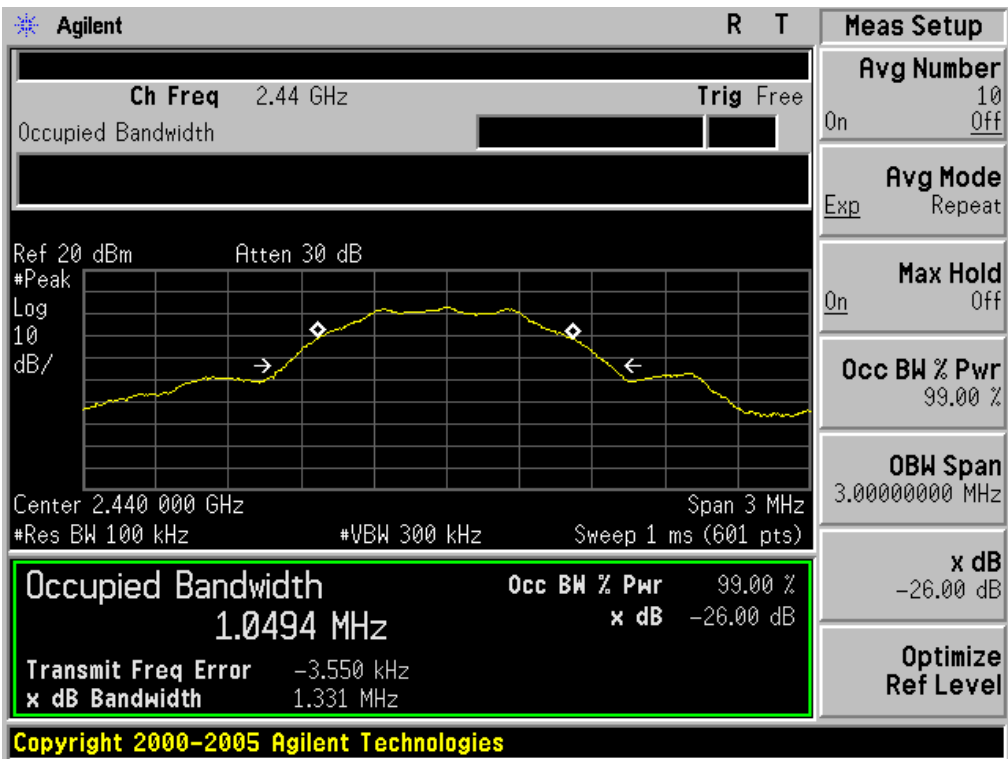 Agilent R T
Ch Freq 2.44 GHz Trig Free
Occupied Bandwidth
Ref 20 dBm Atten 30 dB
#Peak
Log
10
dB/
Center 2.440 000 GHz Span 3 MHz
#Res BW 100 kHz #VBW 300 kHz Sweep 1 ms (601 pts)
Occupied Bandwidth Occ BW % Pwr 99.00 %
1.0494 MHz x dB -26.00 dB
Transmit Freq Error -3.550 kHz
x dB Bandwidth 1.331 MHz
Copyright 2000-2005 Agilent Technologies
Meas Setup
Avg Number
10
On Off
Avg Mode
Exp Repeat
Max Hold
On Off
Occ BW % Pwr
99.00 %
OBW Span
3.00000000 MHz
x dB
-26.00 dB
Optimize
Ref Level